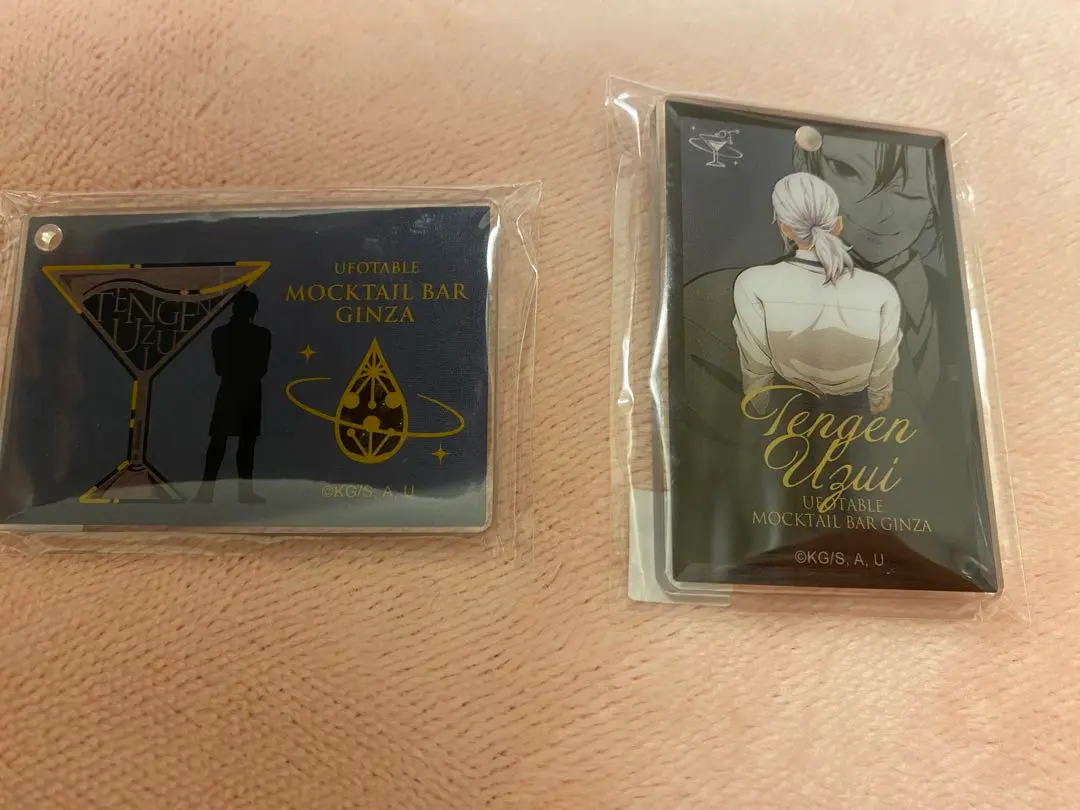 TENGEN
UZUI
UFOTABLE
MOCKTAIL BAR
GINZA
©KG/S, A, U
Tengen
Uzui
UFOTABLE
MOCKTAIL BAR GINZA
©KG/S, A, U